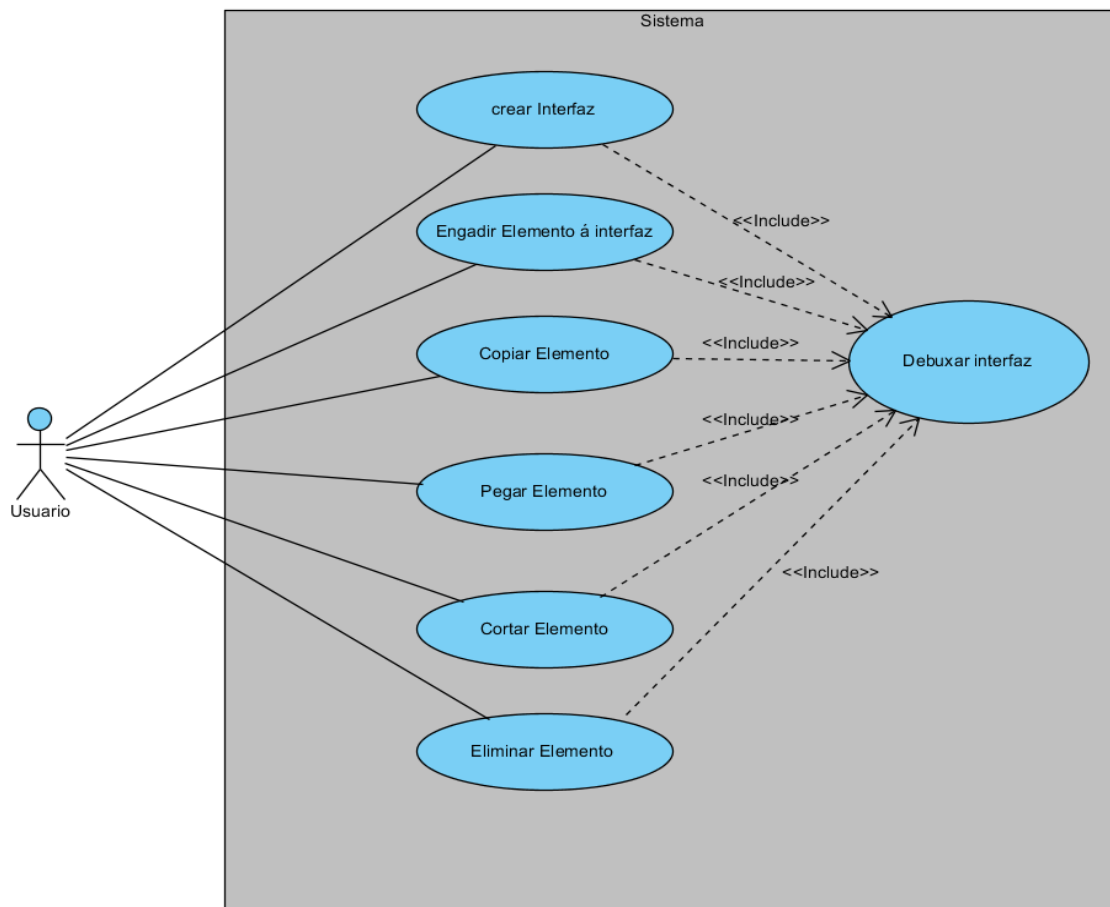 Sistema
crear Interfaz
<<Include>>
Engadir Elemento á interfaz
<<Include>>
Copiar Elemento
<<Include>>
Debuxar interfaz
<<Include>>
Pegar Elemento
<<Include>>
Usuario
<<Include>>
Cortar Elemento
Eliminar Elemento